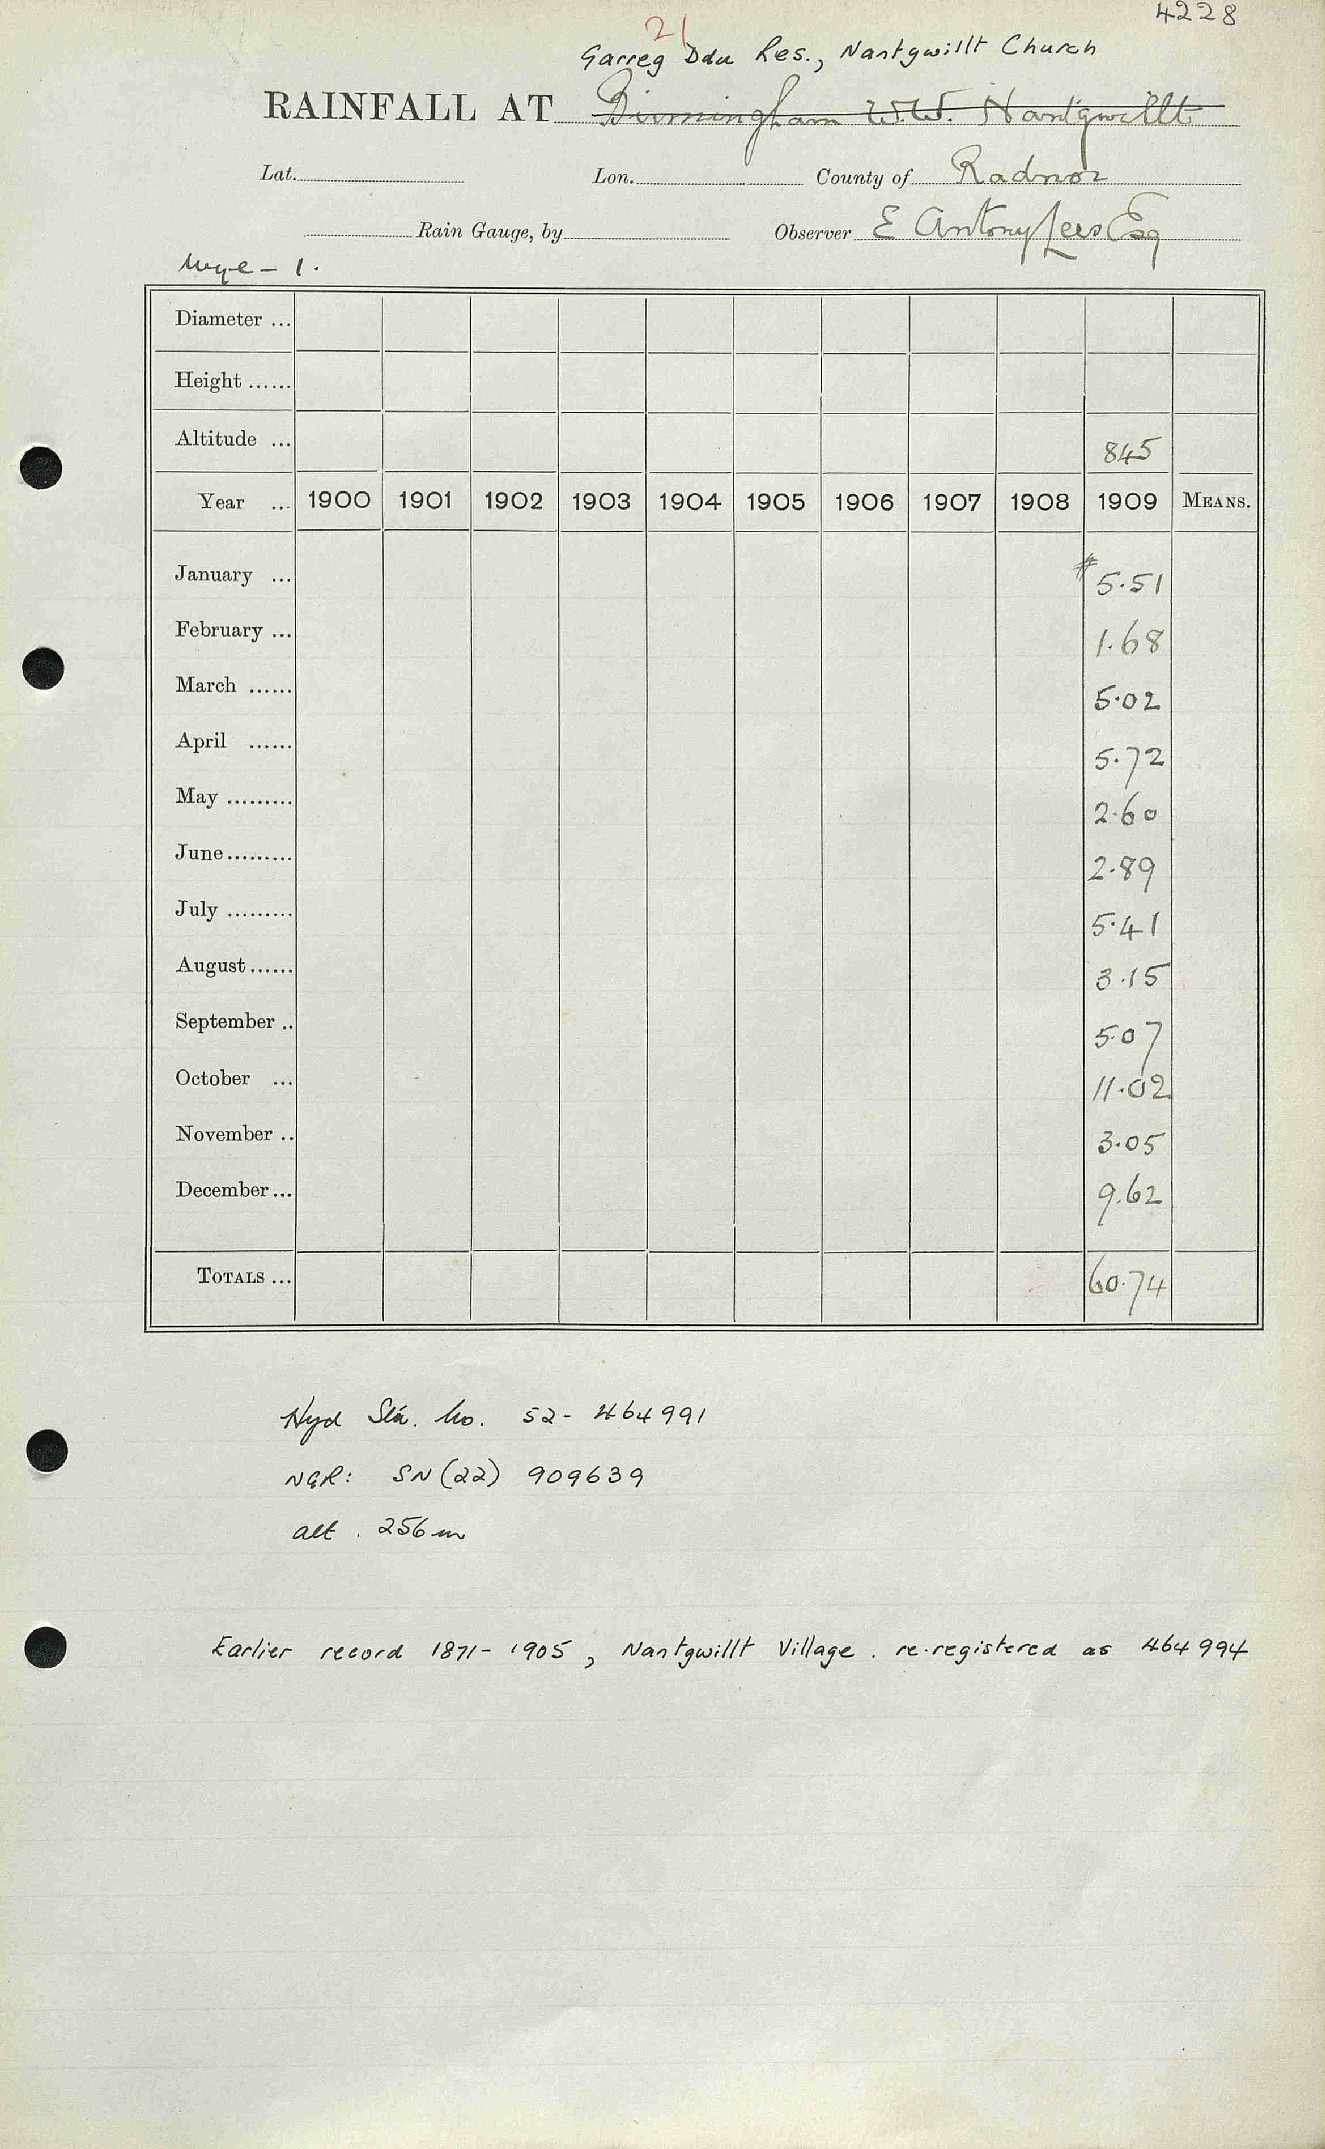 4228
21
Garreg Ddu Res., Nantgwillt Church
RAINFALL AT Birmingham W.W. Nantgwillt
Lat. Lon. County of Radnor
Rain Gauge, by Observer E Antony Lees Esq
Wye - 1.
Diameter ...
Height ......
Altitude ... 845
Year ... 1900 1901 1902 1903 1904 1905 1906 1907 1908 1909 MEANS.
January ... # 5.51
February ... 1.68
March ...... 5.02
April ...... 5.72
May ......... 2.60
June ......... 2.89
July ......... 5.41
August ...... 3.15
September .. 5.07
October ... 11.02
November .. 3.05
December ... 9.62
TOTALS ... 60.74
Hyd Sta. No. 52- 464991
NGR: SN (22) 909639
alt . 256 m
Earlier record 1871 - 1905 , Nantgwillt Village . re-registered as 464994